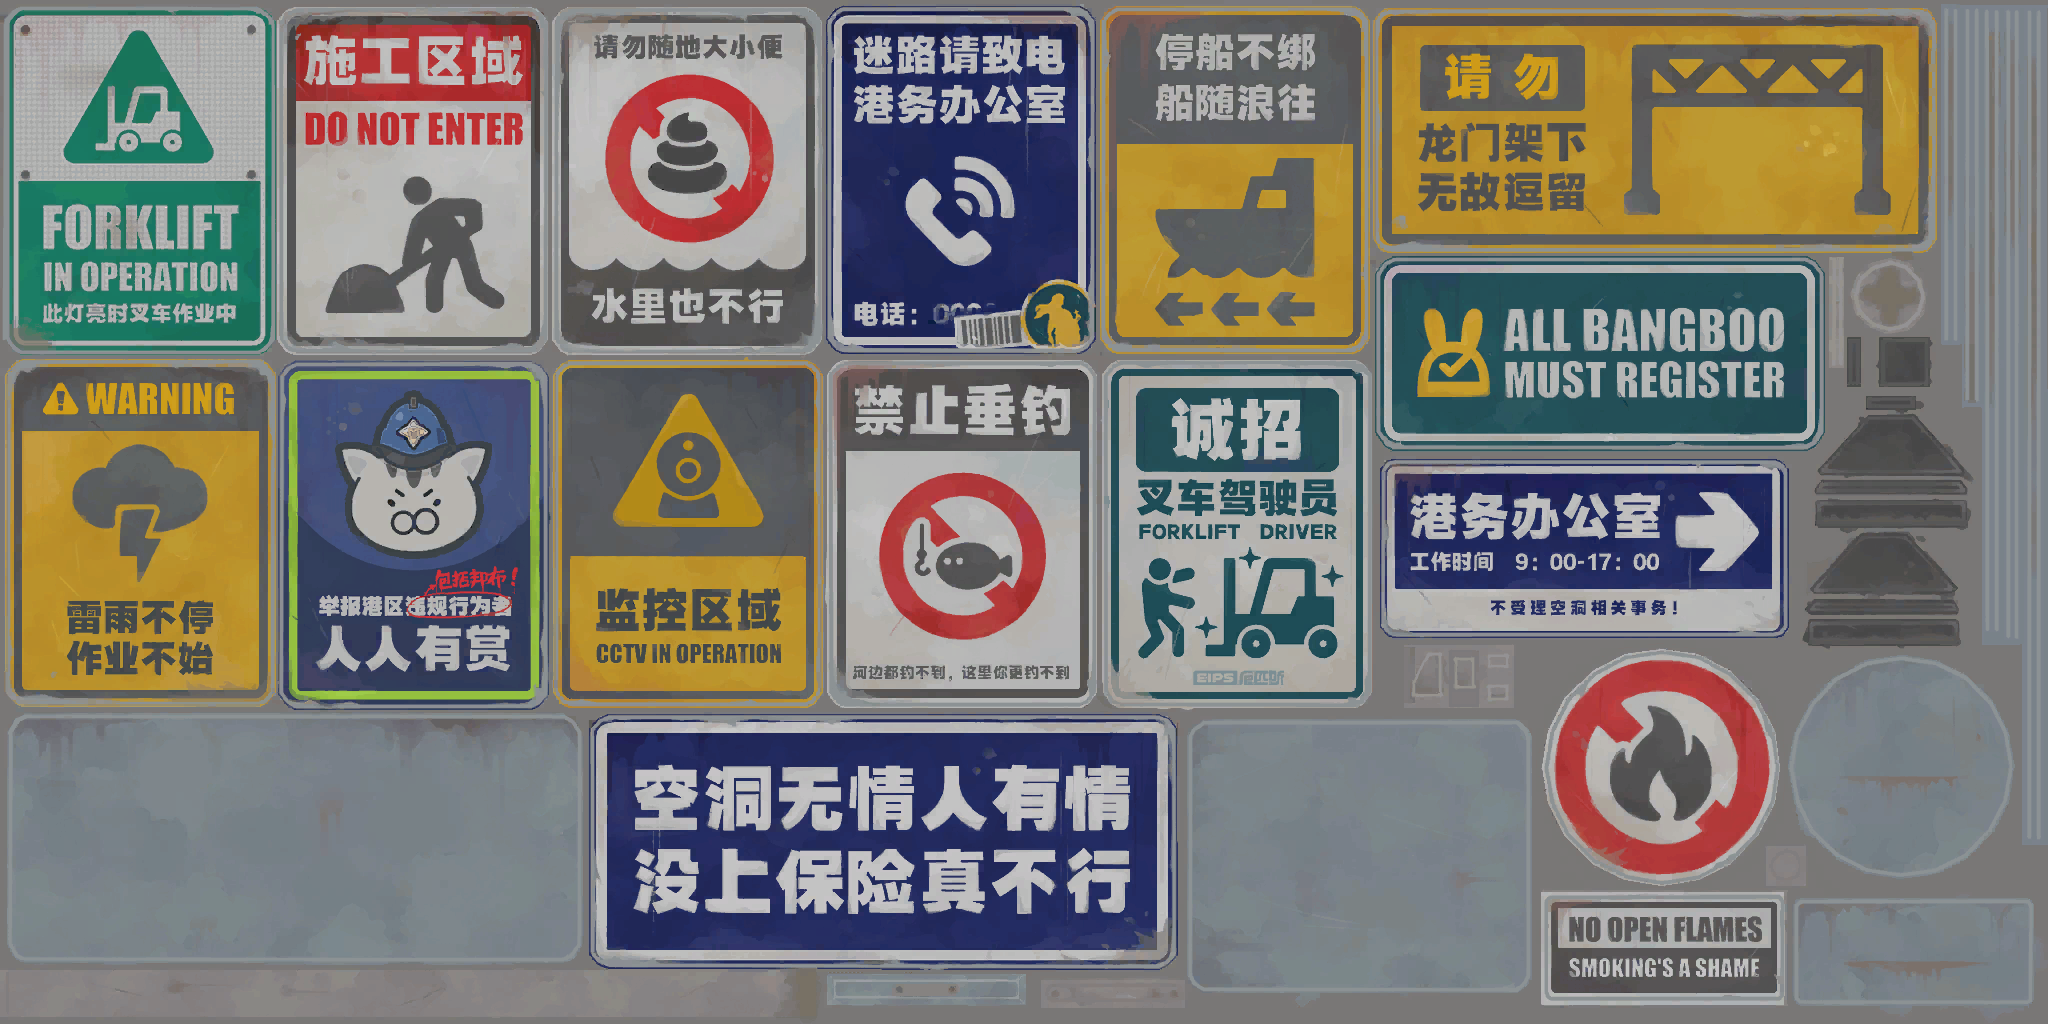 FORKLIFT
IN OPERATION
此灯亮时叉车作业中
施工区域
DO NOT ENTER
请勿随地大小便
水里也不行
迷路请致电
港务办公室
电话：
停船不绑
船随浪往
请勿
龙门架下
无故逗留
ALL BANGBOO
MUST REGISTER
WARNING
雷雨不停
作业不始
包括邦布！
举报港区违规行为者
人人有赏
监控区域
CCTV IN OPERATION
禁止垂钓
河边都钓不到，这里你更钓不到
诚招
叉车驾驶员
FORKLIFT DRIVER
EIPS
港务办公室
工作时间 9：00-17：00
不受理空洞相关事务！
空洞无情人有情
没上保险真不行
NO OPEN FLAMES
SMOKING'S A SHAME